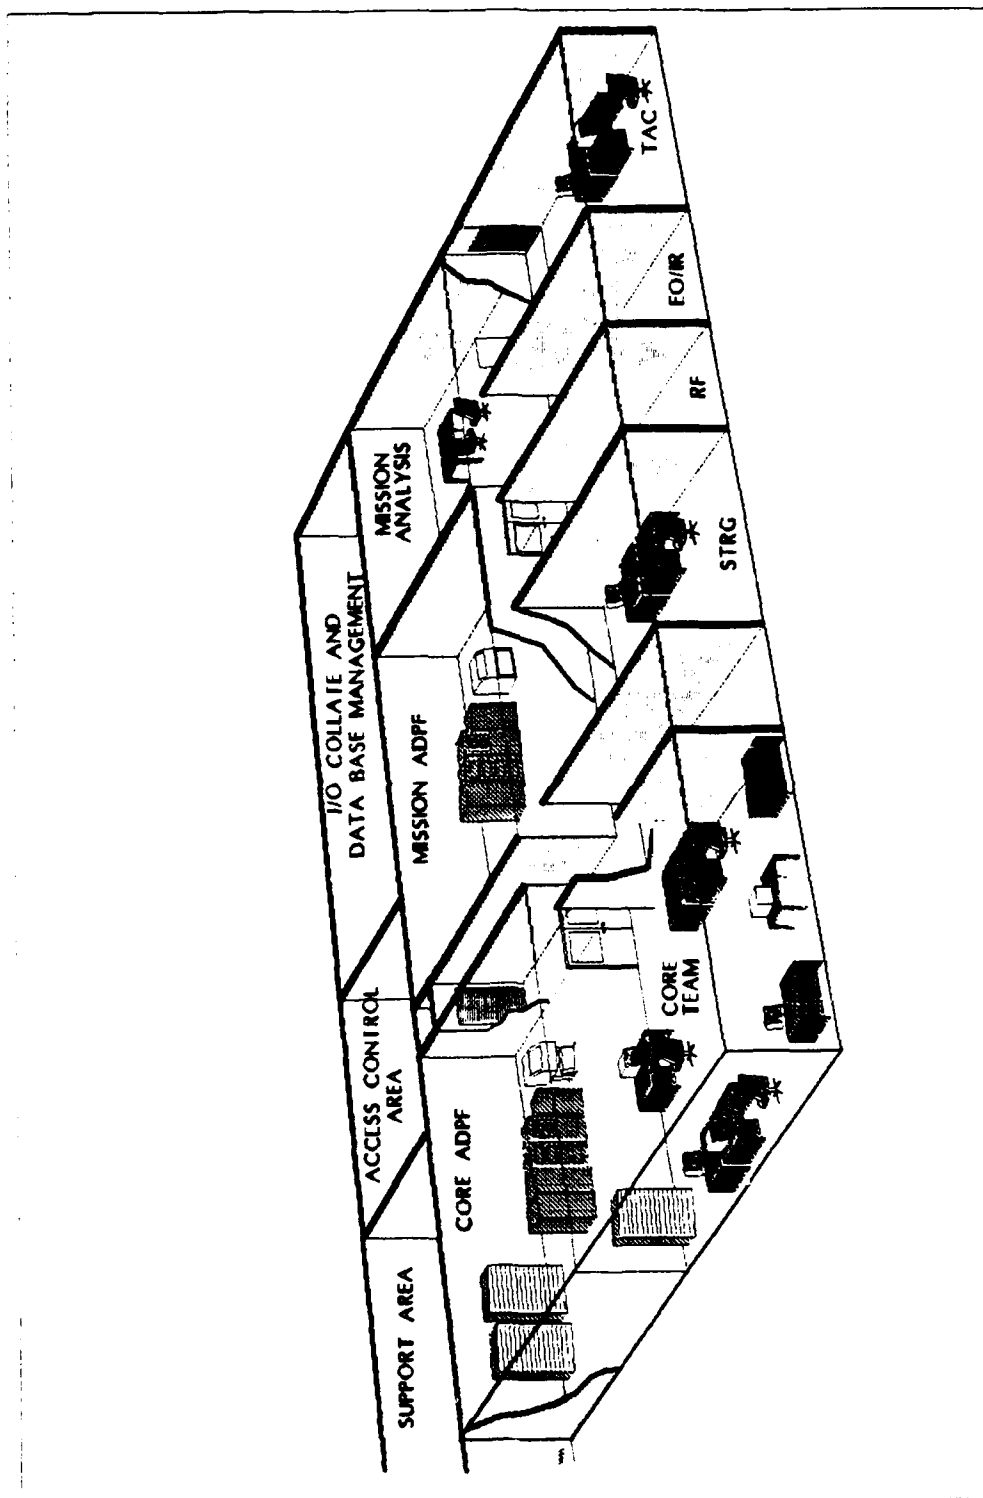 SUPPORT AREA
ACCESS CONTROL
AREA
I/O COLLATE AND
DATA BASE MANAGEMENT
CORE ADPF
MISSION ADPF
MISSION
ANALYSIS
CORE
TEAM
STRG
RF
EO/IR
TAC